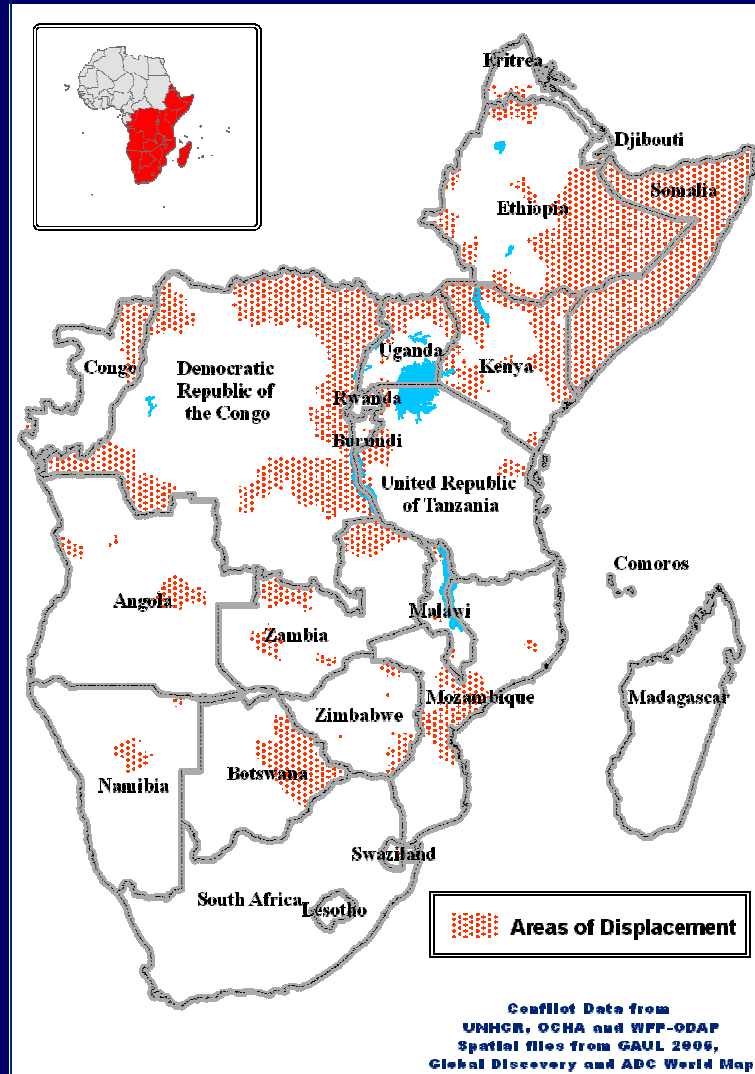 Eritrea
Djibouti
Somalia
Ethiopia
Uganda
Kenya
Congo
Democratic
Republic of
the Congo
Rwanda
Burundi
United Republic
of Tanzania
Comoros
Angola
Malawi
Zambia
Mozambique
Madagascar
Zimbabwe
Namibia
Botswana
Swaziland
South Africa
Lesotho
Areas of Displacement
Conflict Data from
UNHCR, OCHA and WFP-ODAP
Spatial files from GAUL 2006,
Global Discovery and ADC World Map